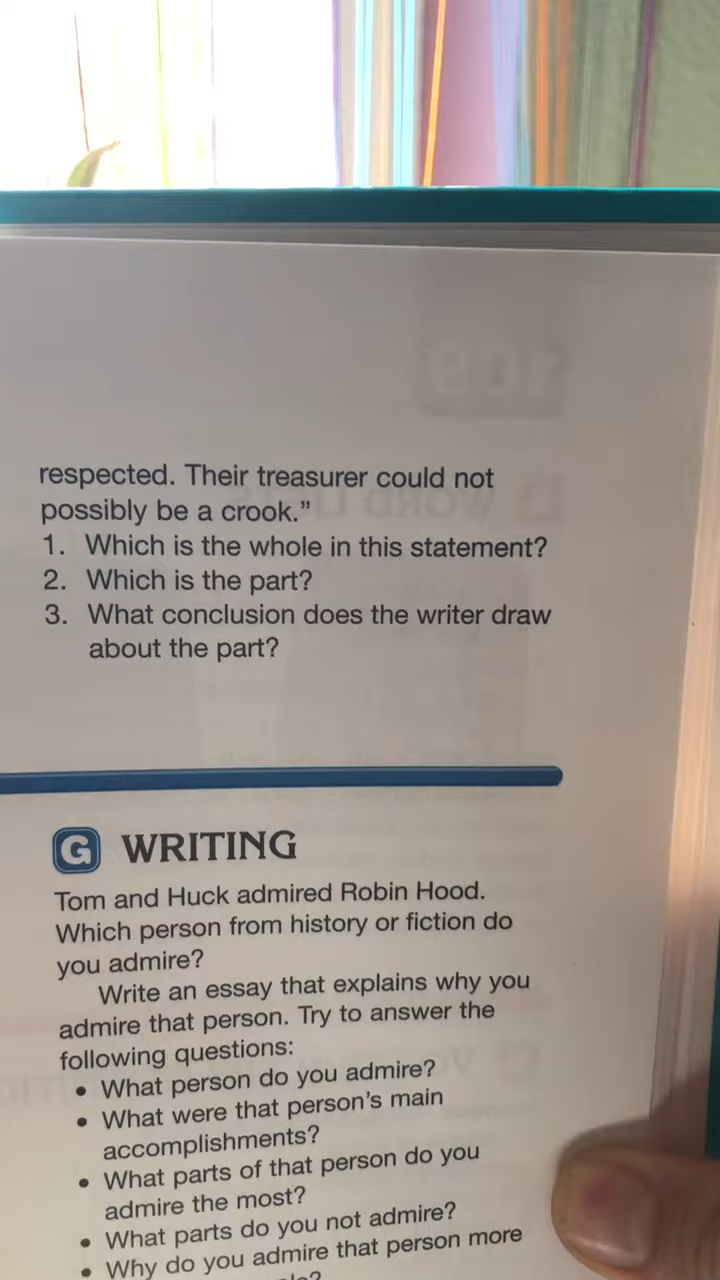 respected. Their treasurer could not
possibly be a crook.”
1. Which is the whole in this statement?
2. Which is the part?
3. What conclusion does the writer draw
about the part?
G WRITING
Tom and Huck admired Robin Hood.
Which person from history or fiction do
you admire?
Write an essay that explains why you
admire that person. Try to answer the
following questions:
• What person do you admire?
• What were that person’s main
accomplishments?
• What parts of that person do you
admire the most?
• What parts do you not admire?
• Why do you admire that person more